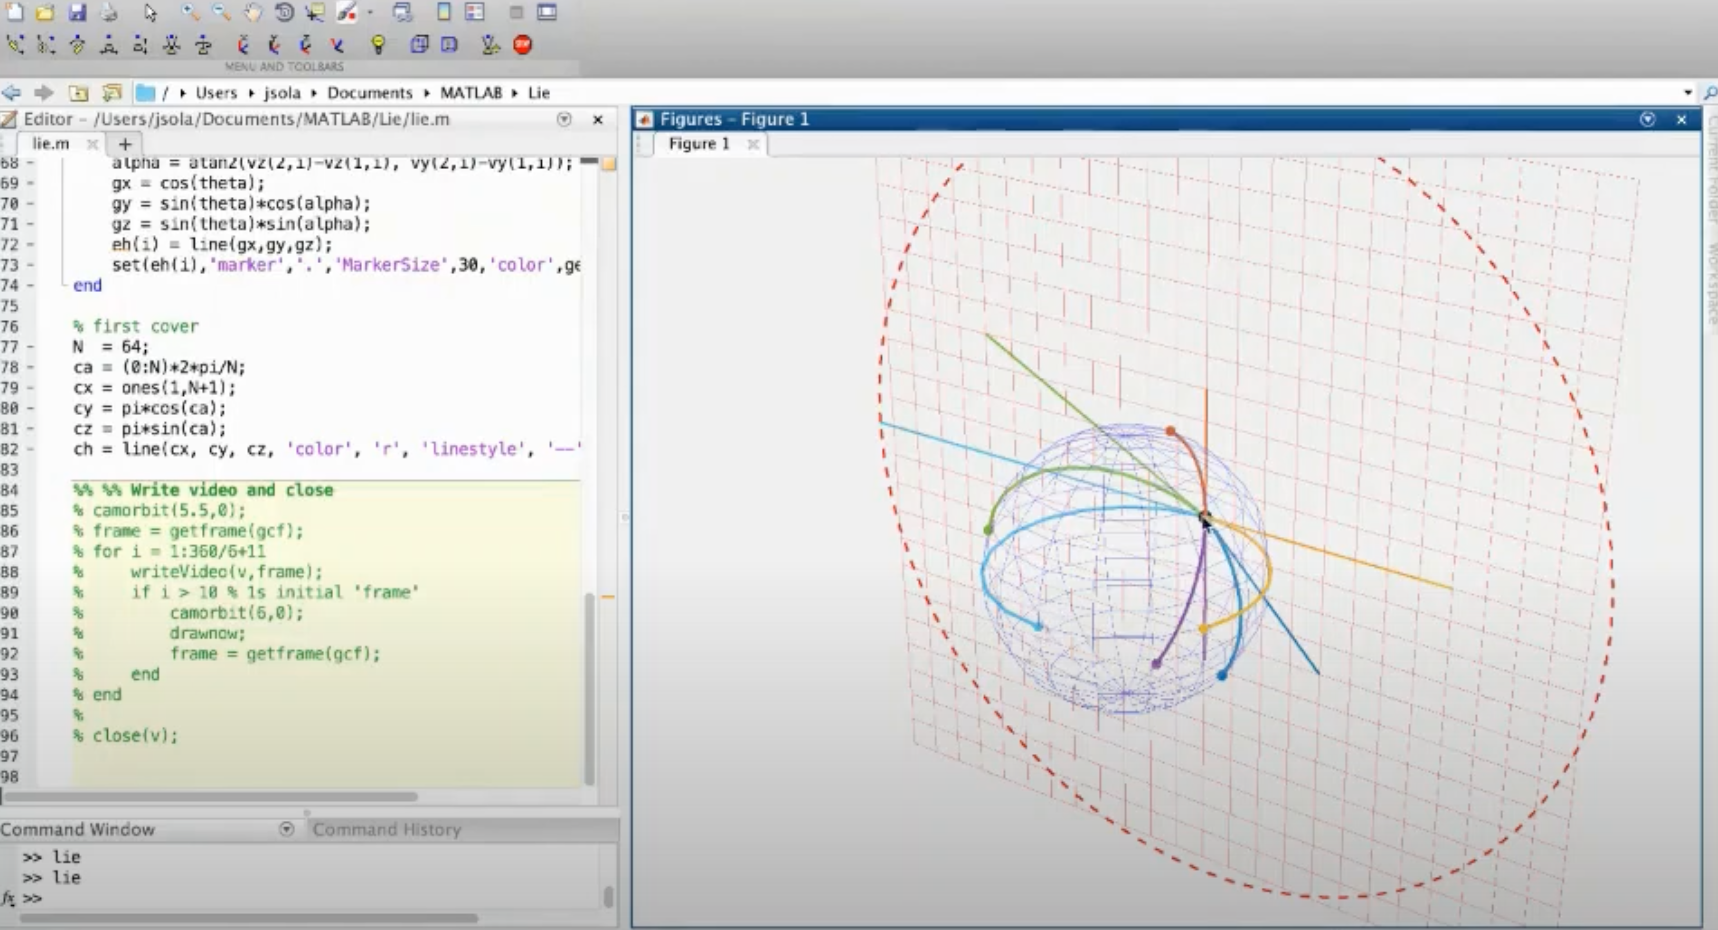 MENU AND TOOLBARS
/ ▸ Users ▸ jsola ▸ Documents ▸ MATLAB ▸ Lie
Editor - /Users/jsola/Documents/MATLAB/Lie/lie.m
lie.m
+
68 - alpha = atan2(vz(2,i)-vz(1,i), vy(2,i)-vy(1,i));
69 - gx = cos(theta);
70 - gy = sin(theta)*cos(alpha);
71 - gz = sin(theta)*sin(alpha);
72 - eh(i) = line(gx,gy,gz);
73 - set(eh(i),'marker','.','MarkerSize',30,'color',ge
74 - end
75
76 % first cover
77 - N  = 64;
78 - ca = (0:N)*2*pi/N;
79 - cx = ones(1,N+1);
80 - cy = pi*cos(ca);
81 - cz = pi*sin(ca);
82 - ch = line(cx, cy, cz, 'color', 'r', 'linestyle', '--'
83
84 %% %% Write video and close
85 % camorbit(5.5,0);
86 % frame = getframe(gcf);
87 % for i = 1:360/6+11
88 %     writeVideo(v,frame);
89 %     if i > 10 % 1s initial 'frame'
90 %         camorbit(6,0);
91 %         drawnow;
92 %         frame = getframe(gcf);
93 %     end
94 % end
95 %
96 % close(v);
97
98
Command Window
Command History
>> lie
>> lie
fx >>
Figures - Figure 1
Figure 1
Current Folder
Workspace